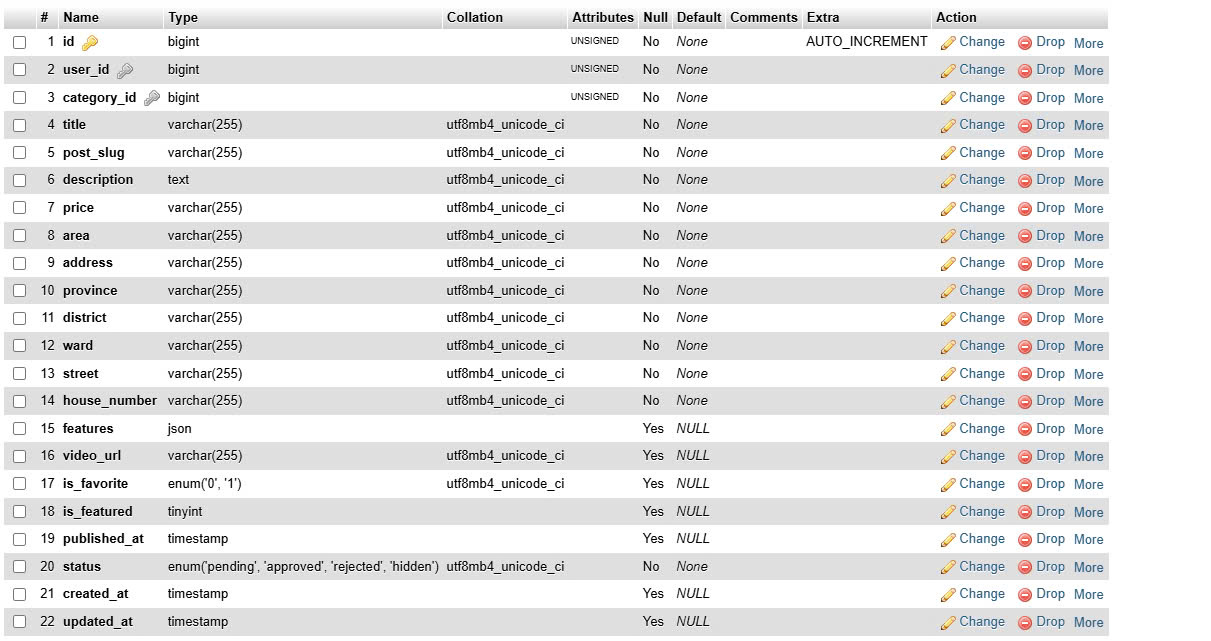 # Name Type Collation Attributes Null Default Comments Extra Action
1 id bigint UNSIGNED No None AUTO_INCREMENT Change Drop More
2 user_id bigint UNSIGNED No None Change Drop More
3 category_id bigint UNSIGNED No None Change Drop More
4 title varchar(255) utf8mb4_unicode_ci No None Change Drop More
5 post_slug varchar(255) utf8mb4_unicode_ci No None Change Drop More
6 description text utf8mb4_unicode_ci No None Change Drop More
7 price varchar(255) utf8mb4_unicode_ci No None Change Drop More
8 area varchar(255) utf8mb4_unicode_ci No None Change Drop More
9 address varchar(255) utf8mb4_unicode_ci No None Change Drop More
10 province varchar(255) utf8mb4_unicode_ci No None Change Drop More
11 district varchar(255) utf8mb4_unicode_ci No None Change Drop More
12 ward varchar(255) utf8mb4_unicode_ci No None Change Drop More
13 street varchar(255) utf8mb4_unicode_ci No None Change Drop More
14 house_number varchar(255) utf8mb4_unicode_ci No None Change Drop More
15 features json Yes NULL Change Drop More
16 video_url varchar(255) utf8mb4_unicode_ci Yes NULL Change Drop More
17 is_favorite enum('0', '1') utf8mb4_unicode_ci Yes NULL Change Drop More
18 is_featured tinyint Yes NULL Change Drop More
19 published_at timestamp Yes NULL Change Drop More
20 status enum('pending', 'approved', 'rejected', 'hidden') utf8mb4_unicode_ci No None Change Drop More
21 created_at timestamp Yes NULL Change Drop More
22 updated_at timestamp Yes NULL Change Drop More